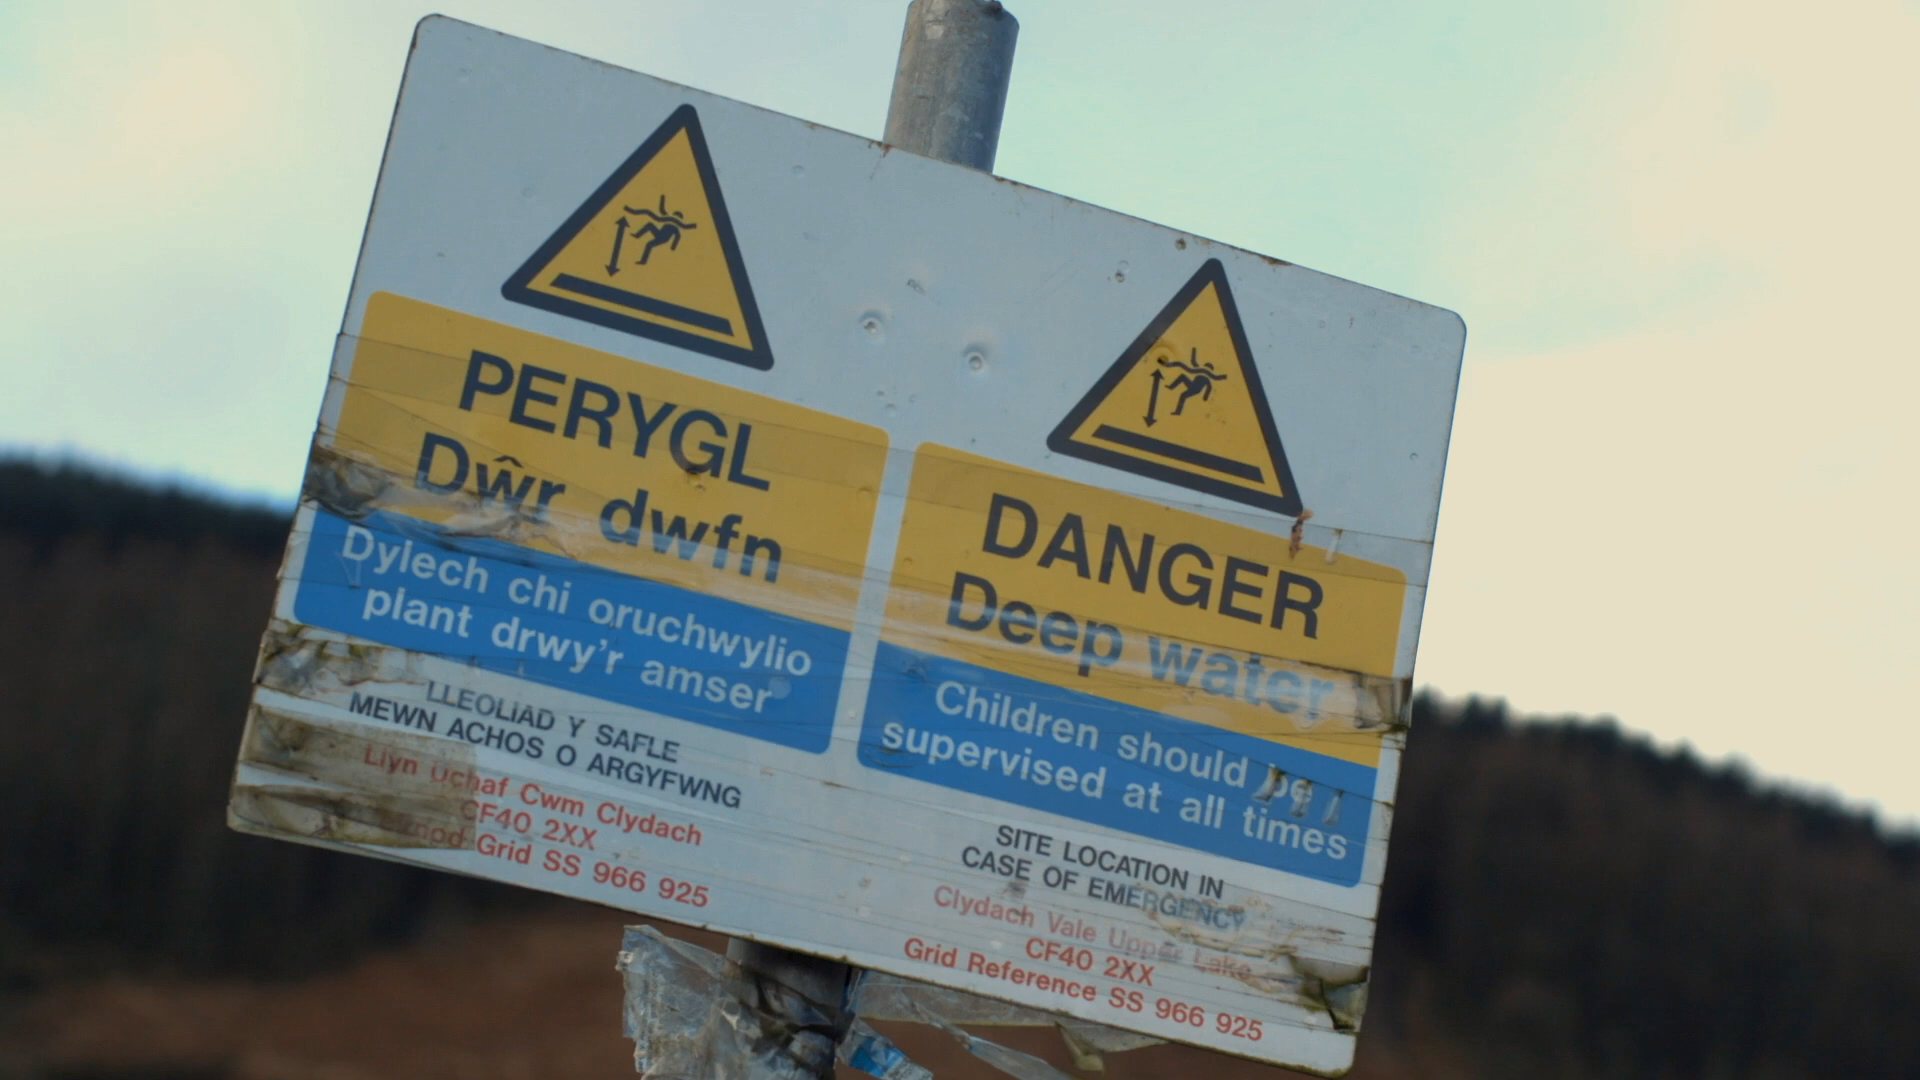 PERYGL
Dŵr dwfn
Dylech chi oruchwylio
plant drwy'r amser
LLEOLIAD Y SAFLE
MEWN ACHOS O ARGYFWNG
Llyn uchaf Cwm Clydach
CF40 2XX
Grid SS 966 925
DANGER
Deep water
Children should be
supervised at all times
SITE LOCATION IN
CASE OF EMERGENCY
Clydach Vale Upper Lake
CF40 2XX
Grid Reference SS 966 925